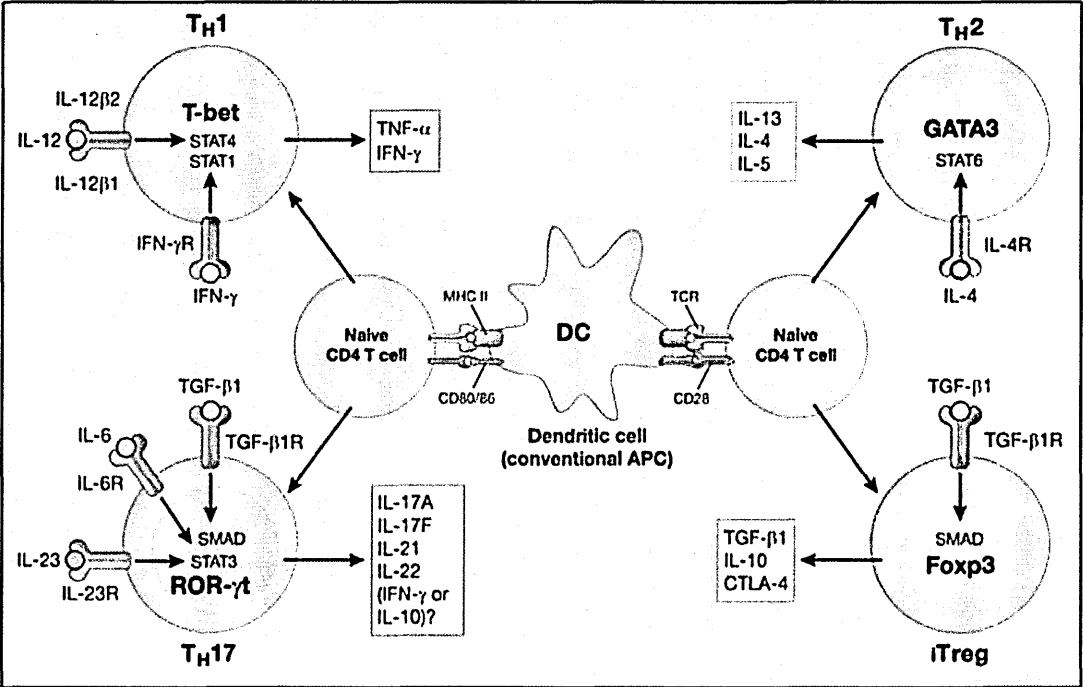 TH1
IL-12β2
IL-12
IL-12β1
T-bet
STAT4
STAT1
IFN-γR
IFN-γ
TNF-α
IFN-γ
TH2
GATA3
STAT6
IL-4R
IL-4
IL-13
IL-4
IL-5
Naive
CD4 T cell
MHC II
CD80/86
DC
TCR
CD28
Dendritic cell
(conventional APC)
Naive
CD4 T cell
TGF-β1
TGF-β1R
IL-6
IL-6R
IL-23
IL-23R
SMAD
STAT3
ROR-γt
TH17
IL-17A
IL-17F
IL-21
IL-22
(IFN-γ or
IL-10)?
TGF-β1
TGF-β1R
SMAD
Foxp3
iTreg
TGF-β1
IL-10
CTLA-4